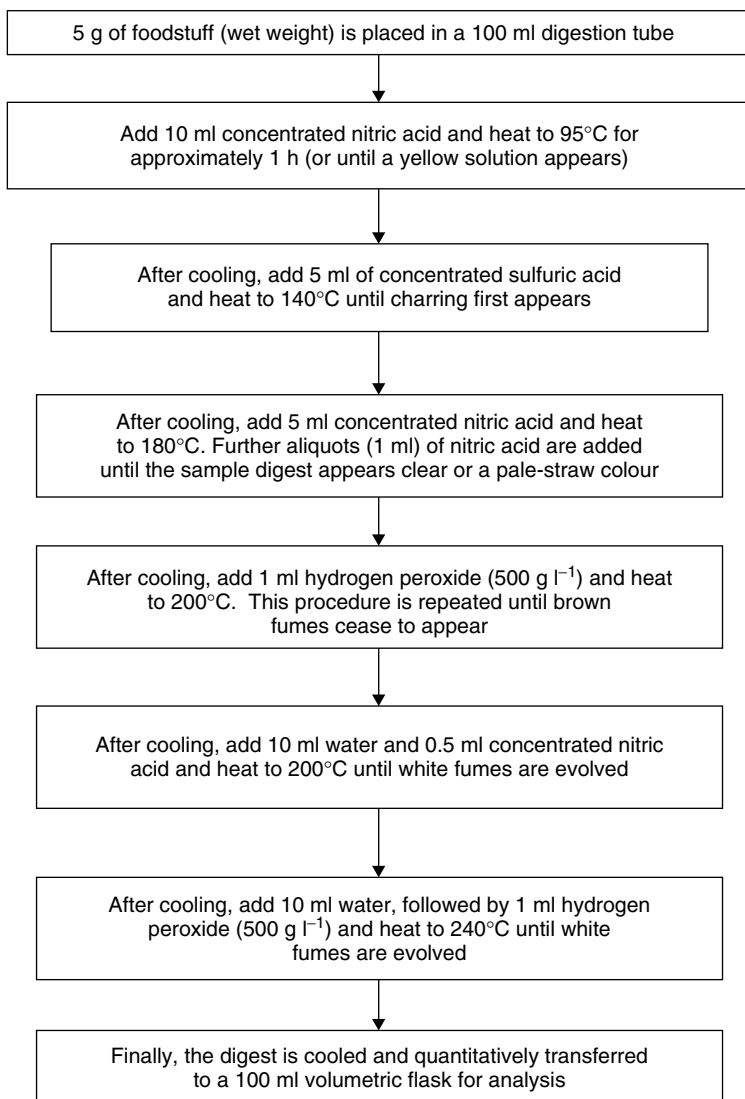 5 g of foodstuff (wet weight) is placed in a 100 ml digestion tube
Add 10 ml concentrated nitric acid and heat to 95°C for
approximately 1 h (or until a yellow solution appears)
After cooling, add 5 ml of concentrated sulfuric acid
and heat to 140°C until charring first appears
After cooling, add 5 ml concentrated nitric acid and heat
to 180°C. Further aliquots (1 ml) of nitric acid are added
until the sample digest appears clear or a pale-straw colour
After cooling, add 1 ml hydrogen peroxide (500 g l⁻¹) and heat
to 200°C. This procedure is repeated until brown
fumes cease to appear
After cooling, add 10 ml water and 0.5 ml concentrated nitric
acid and heat to 200°C until white fumes are evolved
After cooling, add 10 ml water, followed by 1 ml hydrogen
peroxide (500 g l⁻¹) and heat to 240°C until white
fumes are evolved
Finally, the digest is cooled and quantitatively transferred
to a 100 ml volumetric flask for analysis